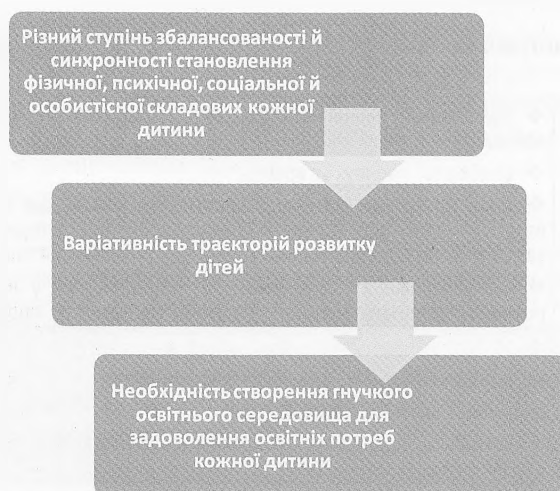 Різний ступінь збалансованості й
синхронності становлення
фізичної, психічної, соціальної й
особистісної складових кожної
дитини
Варіативність траєкторій розвитку
дітей
Необхідність створення гнучкого
освітнього середовища для
задоволення освітніх потреб
кожної дитини